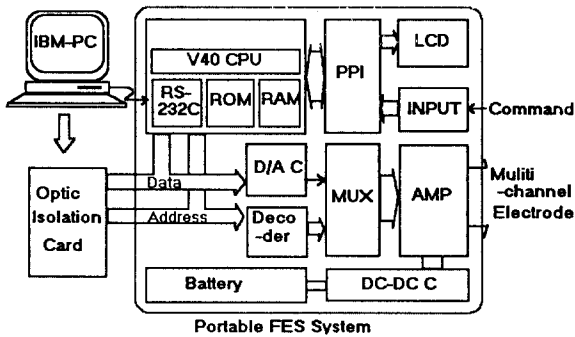 IBM-PC
V40 CPU
RS-
232C
ROM
RAM
PPI
LCD
INPUT
Command
Optic
Isolation
Card
Data
Address
D/A C
Deco
-der
MUX
AMP
Muliti
-channel
Electrode
Battery
DC-DC C
Portable FES System